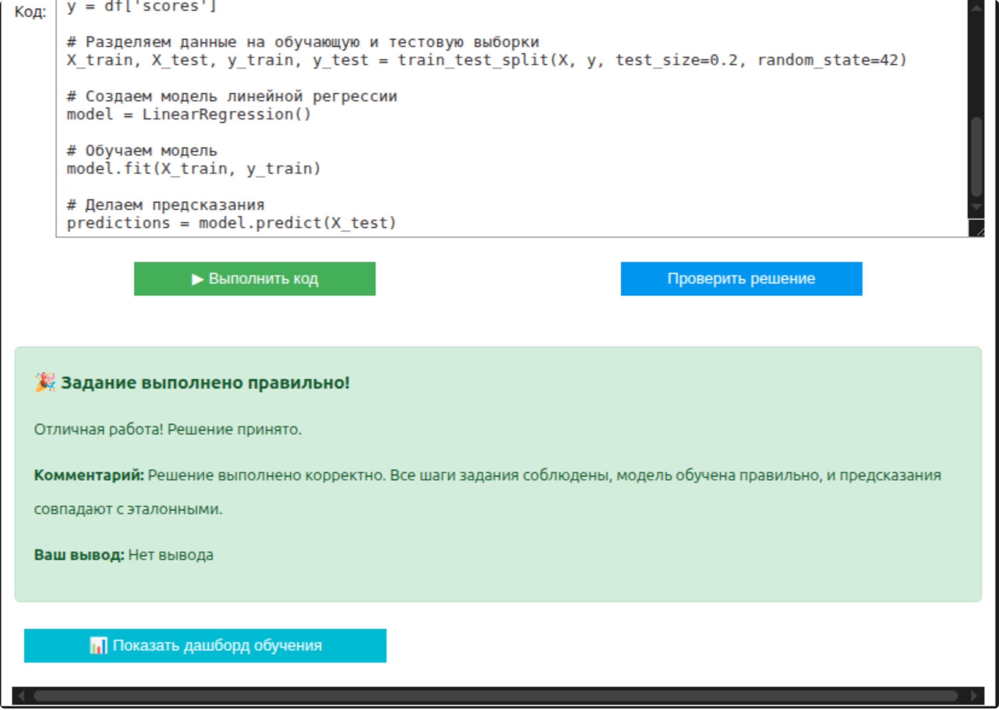 Код:
y = df['scores']
# Разделяем данные на обучающую и тестовую выборки
X_train, X_test, y_train, y_test = train_test_split(X, y, test_size=0.2, random_state=42)
# Создаем модель линейной регрессии
model = LinearRegression()
# Обучаем модель
model.fit(X_train, y_train)
# Делаем предсказания
predictions = model.predict(X_test)
▶ Выполнить код
Проверить решение
🎉 Задание выполнено правильно!
Отличная работа! Решение принято.
Комментарий: Решение выполнено корректно. Все шаги задания соблюдены, модель обучена правильно, и предсказания
совпадают с эталонными.
Ваш вывод: Нет вывода
📊 Показать дашборд обучения